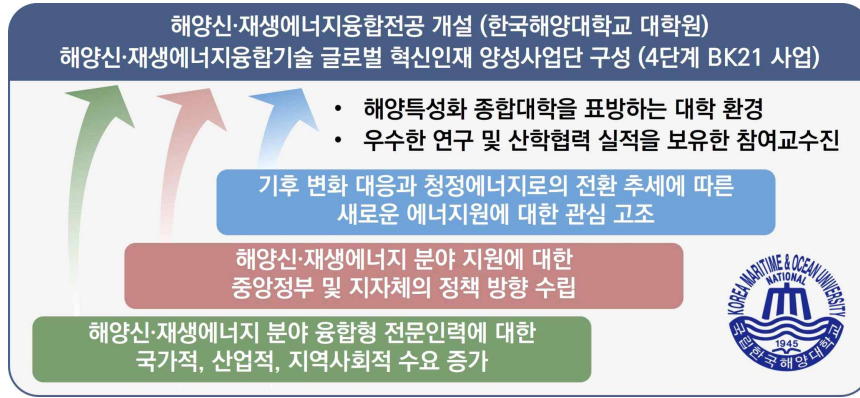 해양신·재생에너지융합전공 개설 (한국해양대학교 대학원)
해양신·재생에너지융합기술 글로벌 혁신인재 양성사업단 구성 (4단계 BK21 사업)
• 해양특성화 종합대학을 표방하는 대학 환경
• 우수한 연구 및 산학협력 실적을 보유한 참여교수진
기후 변화 대응과 청정에너지로의 전환 추세에 따른
새로운 에너지원에 대한 관심 고조
해양신·재생에너지 분야 지원에 대한
중앙정부 및 지자체의 정책 방향 수립
해양신·재생에너지 분야 융합형 전문인력에 대한
국가적, 산업적, 지역사회적 수요 증가
KOREA MARITIME & OCEAN UNIVERSITY
NATIONAL
1945
국립한국해양대학교